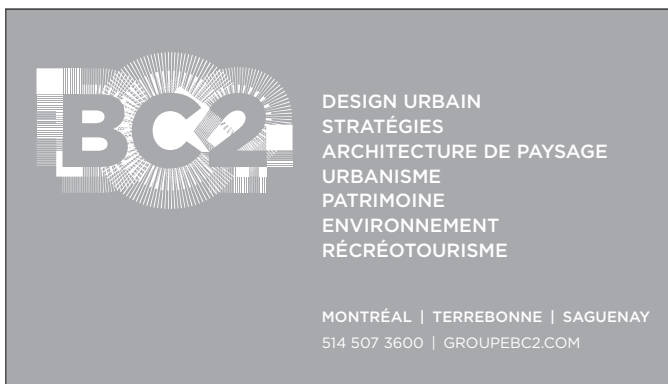 BC2
DESIGN URBAIN
STRATÉGIES
ARCHITECTURE DE PAYSAGE
URBANISME
PATRIMOINE
ENVIRONNEMENT
RÉCRÉOTOURISME
MONTRÉAL | TERREBONNE | SAGUENAY
514 507 3600 | GROUPEBC2.COM